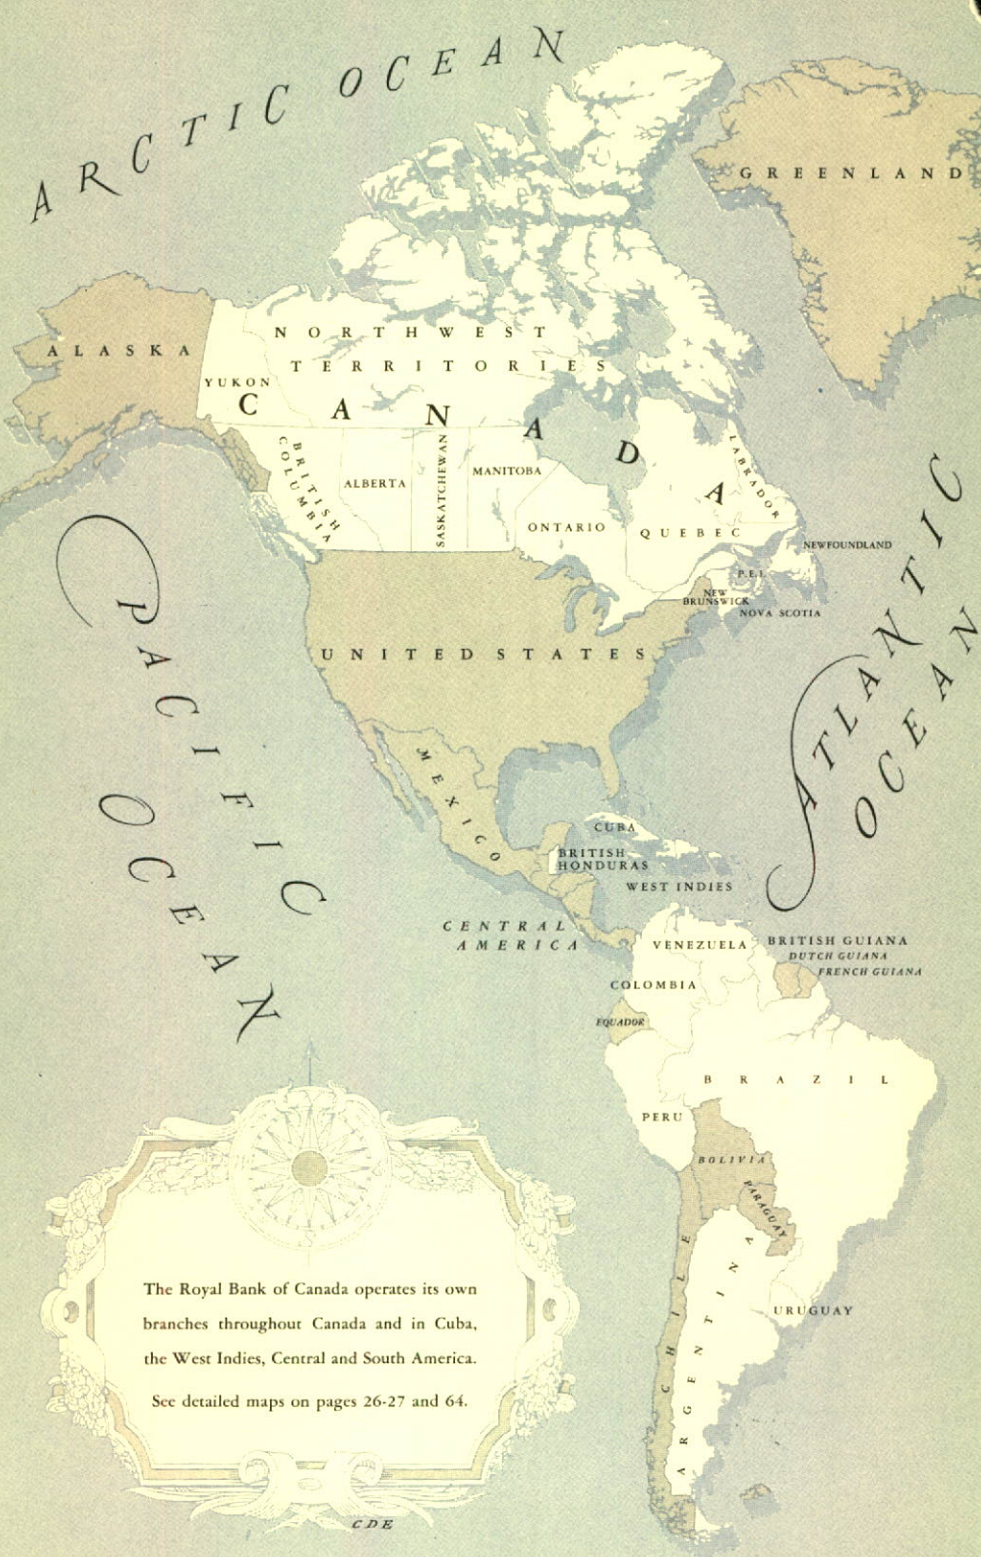 ARCTIC OCEAN
GREENLAND
ALASKA
NORTHWEST
TERRITORIES
YUKON
CANADA
BRITISH
COLUMBIA
ALBERTA
SASKATCHEWAN
MANITOBA
ONTARIO
QUEBEC
LABRADOR
NEWFOUNDLAND
P.E.I.
NEW
BRUNSWICK
NOVA SCOTIA
UNITED STATES
PACIFIC
OCEAN
ATLANTIC
OCEAN
MEXICO
CUBA
BRITISH
HONDURAS
WEST INDIES
CENTRAL
AMERICA
VENEZUELA
BRITISH GUIANA
DUTCH GUIANA
FRENCH GUIANA
COLOMBIA
EQUADOR
BRAZIL
PERU
BOLIVIA
PARAGUAY
CHILE
ARGENTINA
URUGUAY
The Royal Bank of Canada operates its own
branches throughout Canada and in Cuba,
the West Indies, Central and South America.
See detailed maps on pages 26-27 and 64.
CDE